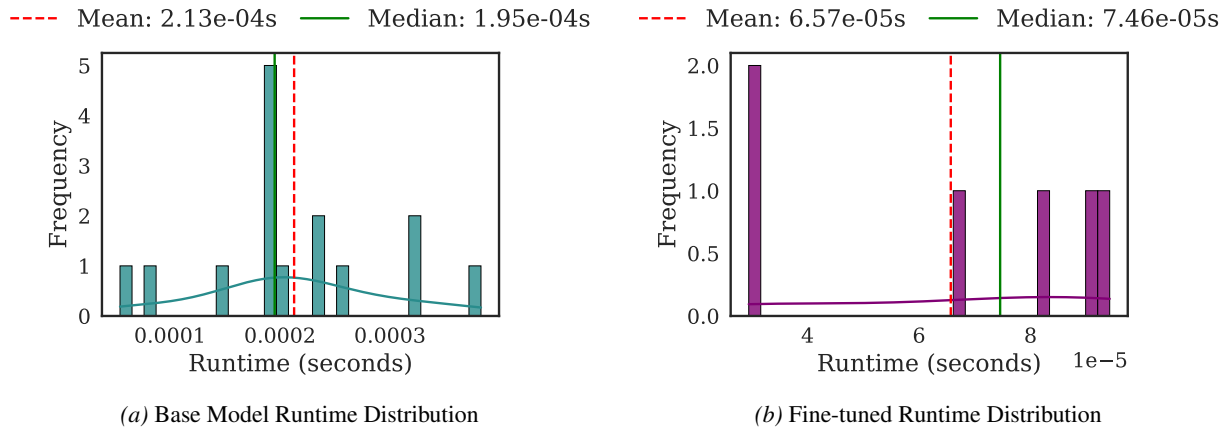 Mean: 2.13e-04s Median: 1.95e-04s
Frequency
5
4
3
2
1
0
0.0001 0.0002 0.0003
Runtime (seconds)
(a) Base Model Runtime Distribution
Mean: 6.57e-05s Median: 7.46e-05s
Frequency
2.0
1.5
1.0
0.5
0.0
4 6 8
1e−5
Runtime (seconds)
(b) Fine-tuned Runtime Distribution